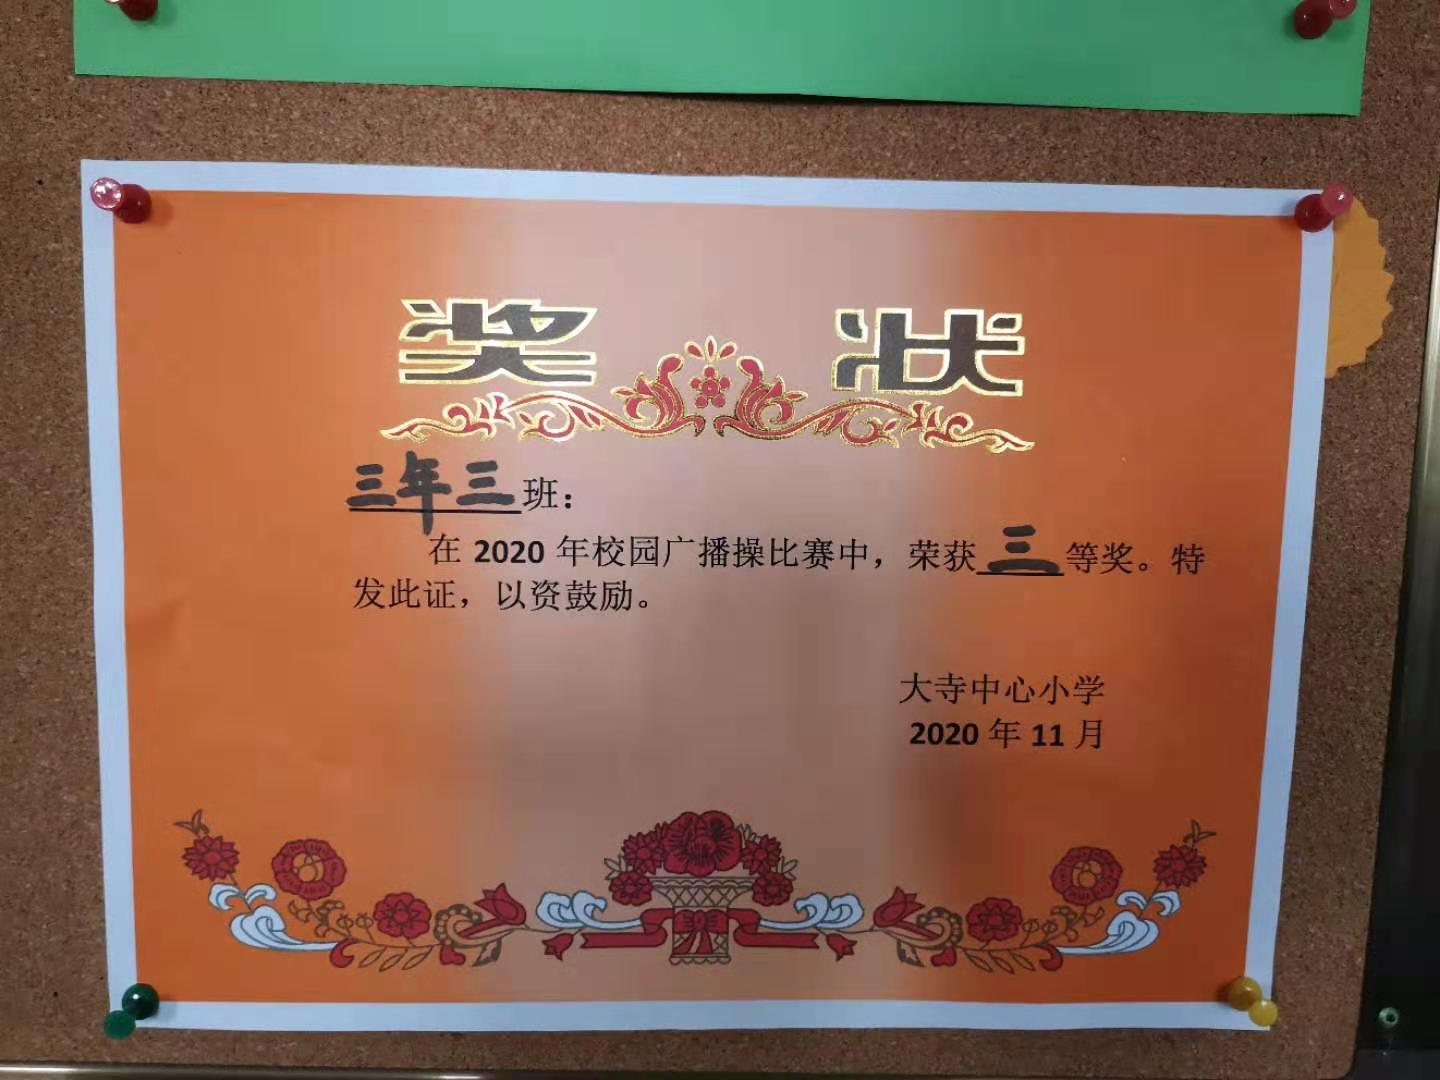 奖 状
三年三班：
在 2020 年校园广播操比赛中，荣获 三 等奖。特
发此证，以资鼓励。
大寺中心小学
2020 年 11 月